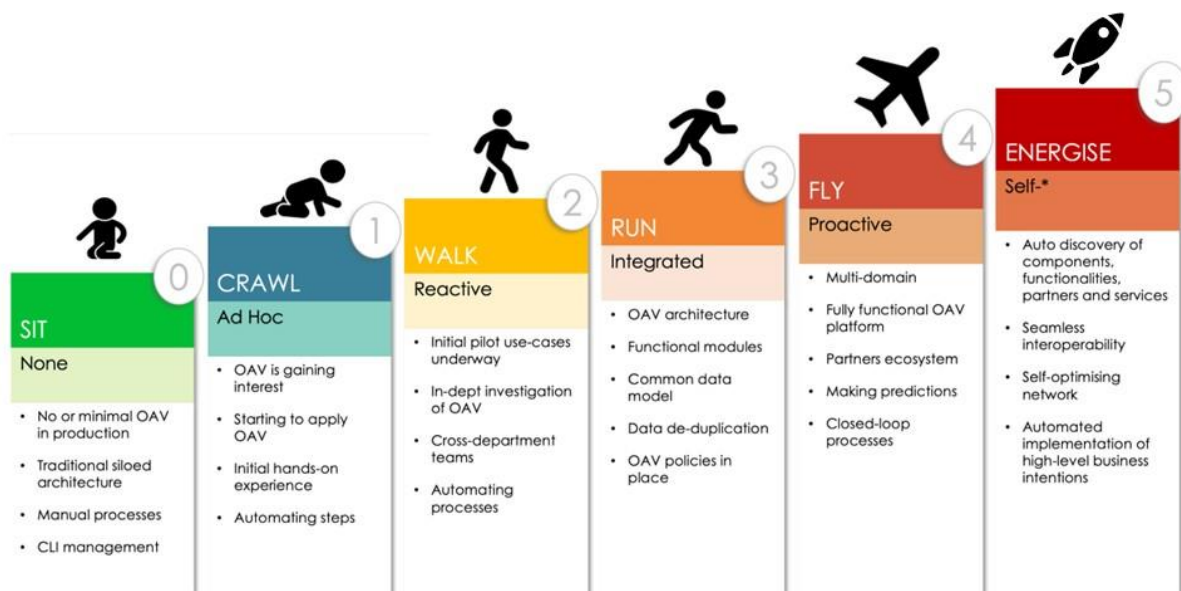 0
SIT
None
• No or minimal OAV
in production
• Traditional siloed
architecture
• Manual processes
• CLI management
1
CRAWL
Ad Hoc
• OAV is gaining
interest
• Starting to apply
OAV
• Initial hands-on
experience
• Automating steps
2
WALK
Reactive
• Initial pilot use-cases
underway
• In-dept investigation
of OAV
• Cross-department
teams
• Automating
processes
3
RUN
Integrated
• OAV architecture
• Functional modules
• Common data
model
• Data de-duplication
• OAV policies in
place
4
FLY
Proactive
• Multi-domain
• Fully functional OAV
platform
• Partners ecosystem
• Making predictions
• Closed-loop
processes
5
ENERGISE
Self-*
• Auto discovery of
components,
functionalities,
partners and services
• Seamless
interoperability
• Self-optimising
network
• Automated
implementation of
high-level business
intentions